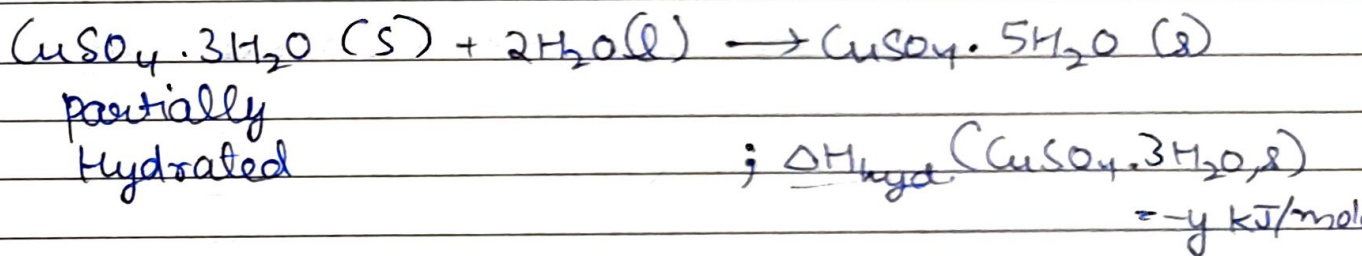 CuSO₄.3H₂O (S) + 2H₂O(l) → CuSO₄. 5H₂O (s)
partially
Hydrated
; ΔHhyd.(CuSO₄.3H₂O,s)
= -y kJ/mol